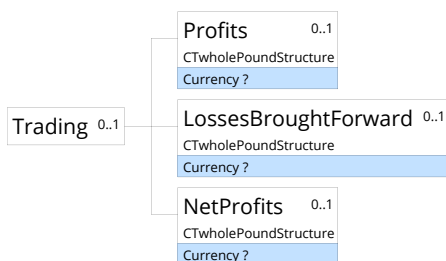 Profits 0..1
CTwholePoundStructure
Currency ?
Trading 0..1
LossesBroughtForward 0..1
CTwholePoundStructure
Currency ?
NetProfits 0..1
CTwholePoundStructure
Currency ?